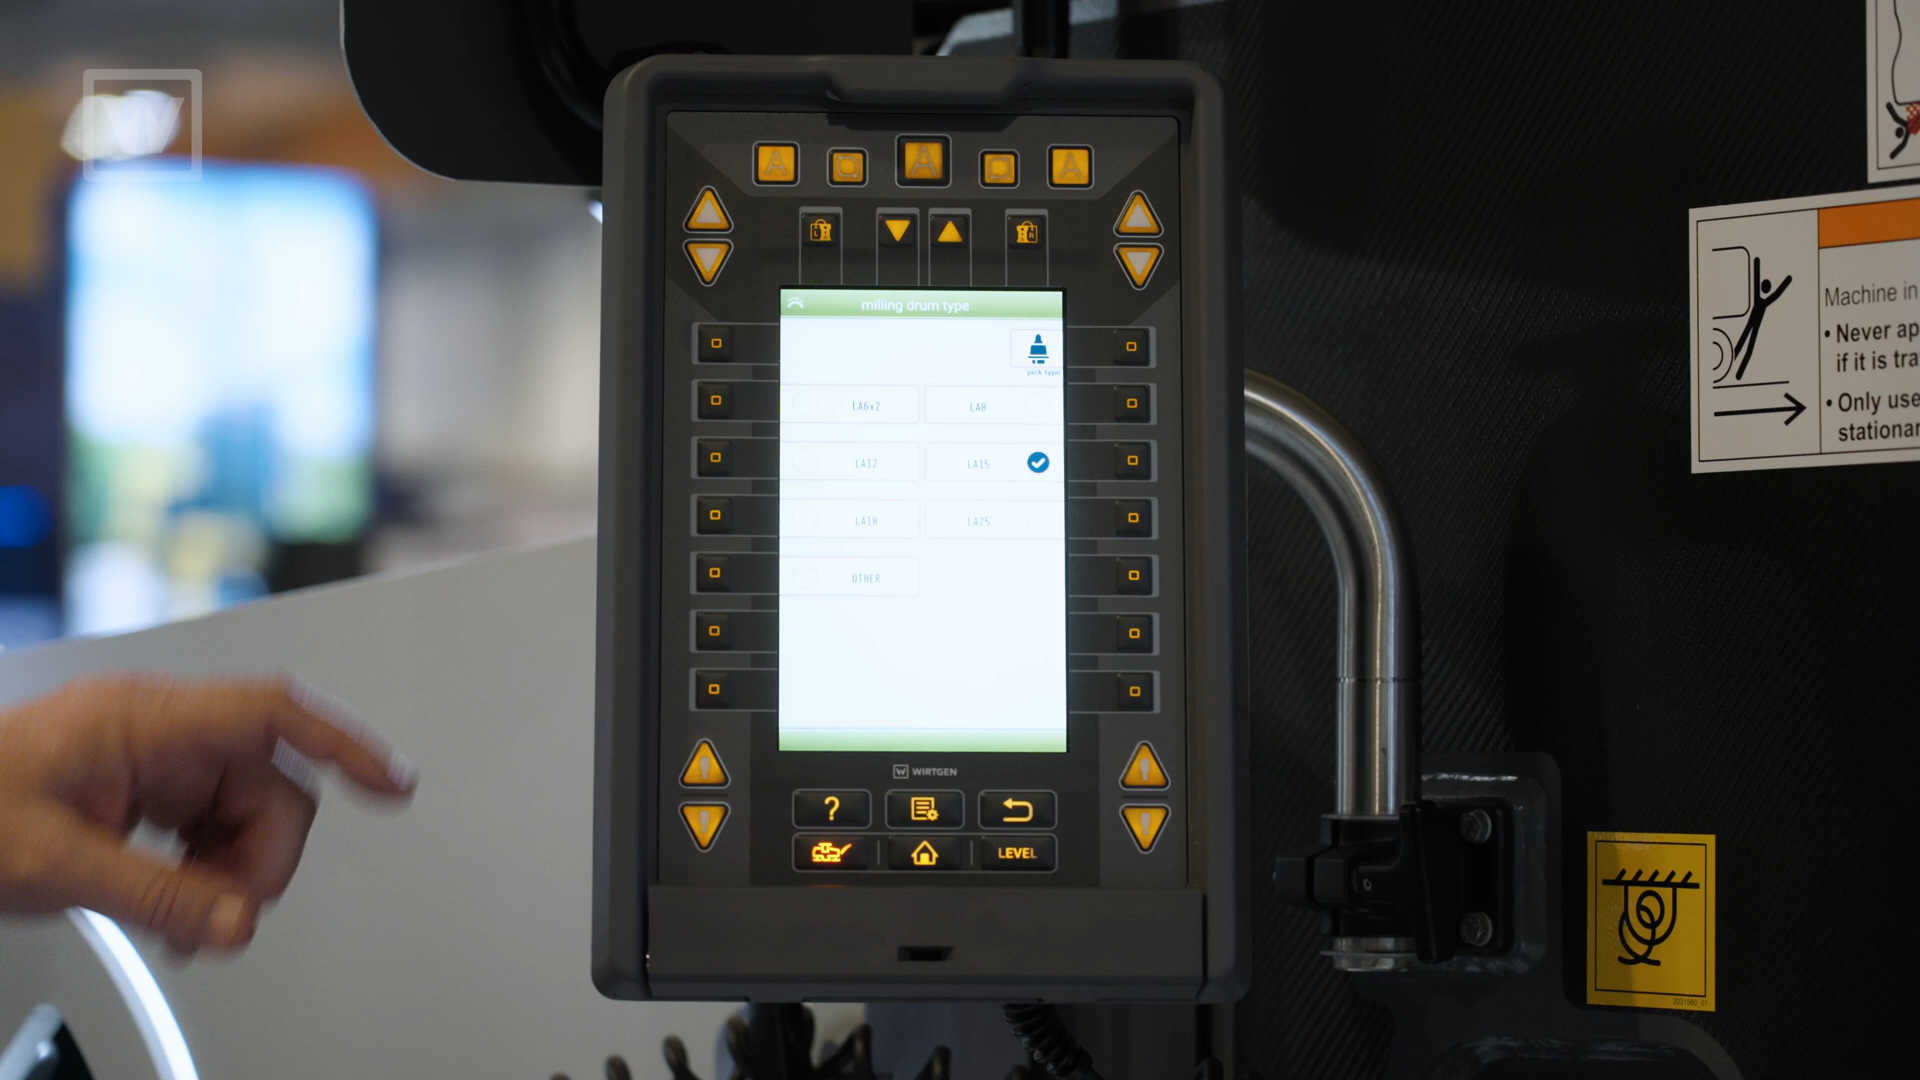 A A A
L R
milling drum type
pick type
LA6x2 LA8
LA12 LA15
LA18 LA25
OTHER
WIRTGEN
?
LEVEL
Machine in
• Never ap
if it is tra
• Only use
stationar
2031960_01